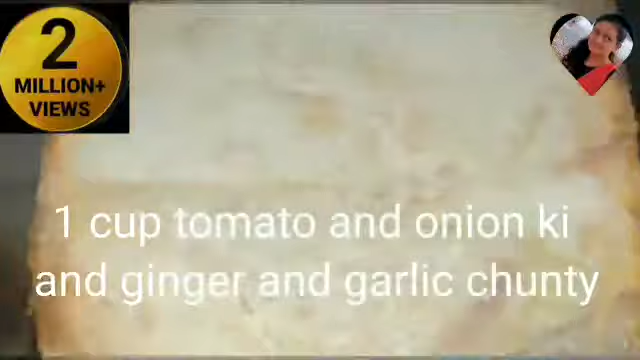 2
MILLION+
VIEWS
1 cup tomato and onion ki
and ginger and garlic chunty